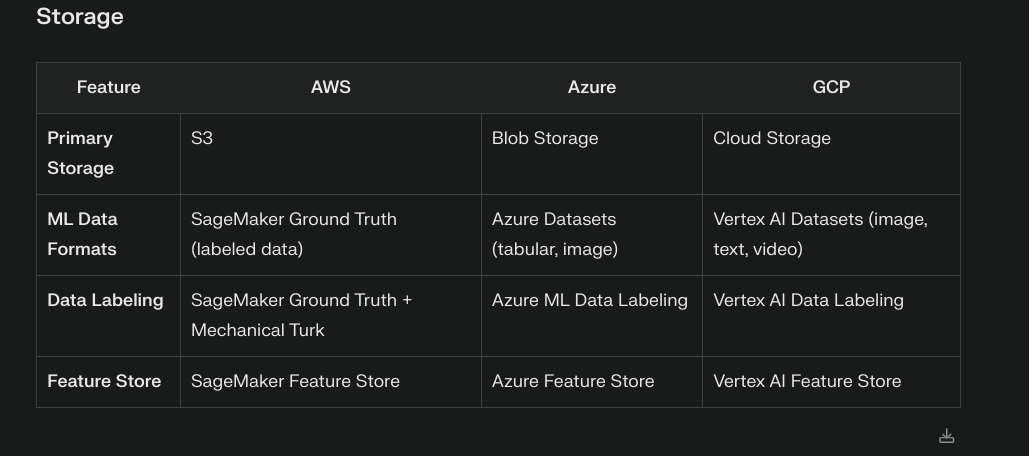 Storage
Feature AWS Azure GCP
Primary Storage S3 Blob Storage Cloud Storage
ML Data Formats SageMaker Ground Truth (labeled data) Azure Datasets (tabular, image) Vertex AI Datasets (image, text, video)
Data Labeling SageMaker Ground Truth + Mechanical Turk Azure ML Data Labeling Vertex AI Data Labeling
Feature Store SageMaker Feature Store Azure Feature Store Vertex AI Feature Store